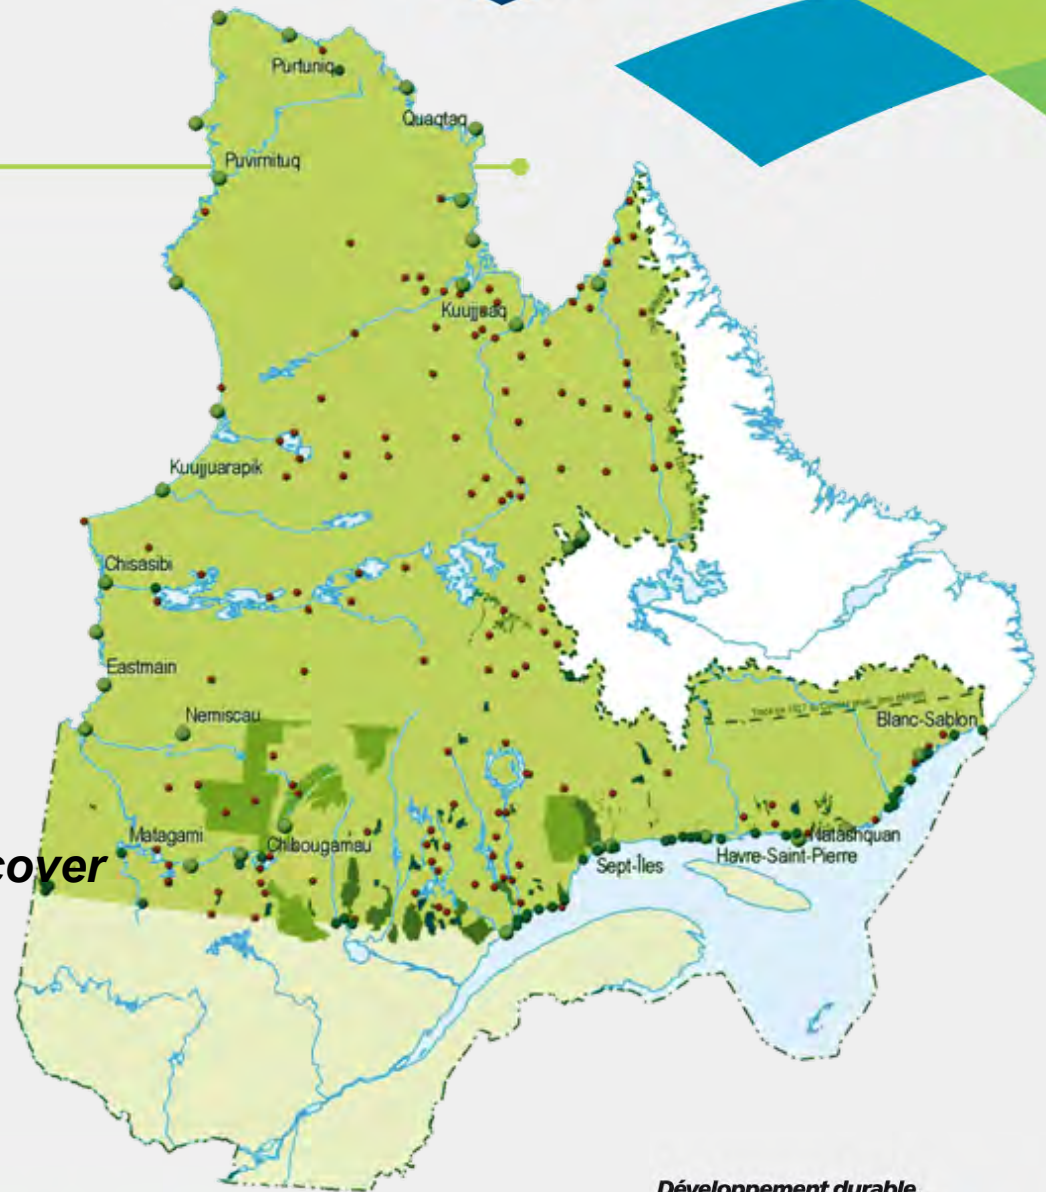 Purtuniq
Quaqtaq
Puvirnituq
Kuujjuaq
Kuujjuarapik
Chisasibi
Eastmain
Nemiscau
Blanc-Sablon
Matagami
Chibougamau
Natashquan
Havre-Saint-Pierre
Sept-Îles
cover
Développement durable